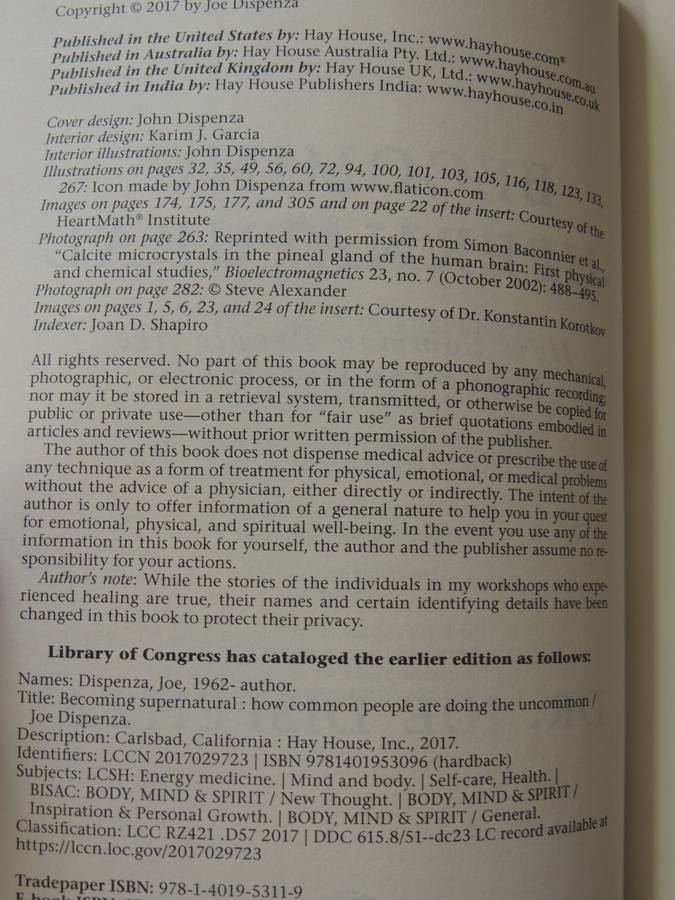 Copyright © 2017 by Joe Dispenza
Published in the United States by: Hay House, Inc.: www.hayhouse.com®
Published in Australia by: Hay House Australia Pty. Ltd.: www.hayhouse.com.au
Published in the United Kingdom by: Hay House UK, Ltd.: www.hayhouse.co.uk
Published in India by: Hay House Publishers India: www.hayhouse.co.in
Cover design: John Dispenza
Interior design: Karim J. Garcia
Interior illustrations: John Dispenza
Illustrations on pages 32, 35, 49, 56, 60, 72, 94, 100, 101, 103, 105, 116, 118, 123, 133,
267: Icon made by John Dispenza from www.flaticon.com
Images on pages 174, 175, 177, and 305 and on page 22 of the insert: Courtesy of the
HeartMath® Institute
Photograph on page 263: Reprinted with permission from Simon Baconnier et al.,
“Calcite microcrystals in the pineal gland of the human brain: First physical
and chemical studies,” Bioelectromagnetics 23, no. 7 (October 2002): 488–495.
Photograph on page 282: © Steve Alexander
Images on pages 1, 5, 6, 23, and 24 of the insert: Courtesy of Dr. Konstantin Korotkov
Indexer: Joan D. Shapiro
All rights reserved. No part of this book may be reproduced by any mechanical,
photographic, or electronic process, or in the form of a phonographic recording;
nor may it be stored in a retrieval system, transmitted, or otherwise be copied for
public or private use—other than for “fair use” as brief quotations embodied in
articles and reviews—without prior written permission of the publisher.
The author of this book does not dispense medical advice or prescribe the use of
any technique as a form of treatment for physical, emotional, or medical problems
without the advice of a physician, either directly or indirectly. The intent of the
author is only to offer information of a general nature to help you in your quest
for emotional, physical, and spiritual well-being. In the event you use any of the
information in this book for yourself, the author and the publisher assume no re-
sponsibility for your actions.
Author's note: While the stories of the individuals in my workshops who expe-
rienced healing are true, their names and certain identifying details have been
changed in this book to protect their privacy.
Library of Congress has cataloged the earlier edition as follows:
Names: Dispenza, Joe, 1962- author.
Title: Becoming supernatural : how common people are doing the uncommon /
Joe Dispenza.
Description: Carlsbad, California : Hay House, Inc., 2017.
Identifiers: LCCN 2017029723 | ISBN 9781401953096 (hardback)
Subjects: LCSH: Energy medicine. | Mind and body. | Self-care, Health. |
BISAC: BODY, MIND & SPIRIT / New Thought. | BODY, MIND & SPIRIT /
Inspiration & Personal Growth. | BODY, MIND & SPIRIT / General.
Classification: LCC RZ421 .D57 2017 | DDC 615.8/51--dc23 LC record available at
https://lccn.loc.gov/2017029723
Tradepaper ISBN: 978-1-4019-5311-9